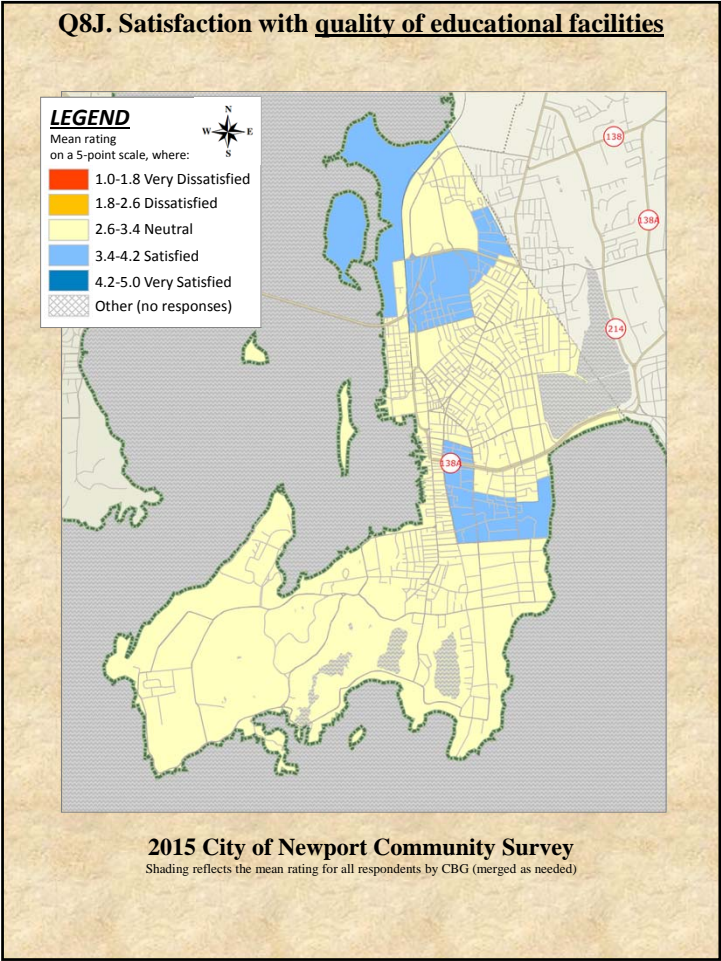 Q8J. Satisfaction with quality of educational facilities
LEGEND
Mean rating
on a 5-point scale, where:
N
W E
S
1.0-1.8 Very Dissatisfied
1.8-2.6 Dissatisfied
2.6-3.4 Neutral
3.4-4.2 Satisfied
4.2-5.0 Very Satisfied
Other (no responses)
138
138A
214
138A
2015 City of Newport Community Survey
Shading reflects the mean rating for all respondents by CBG (merged as needed)